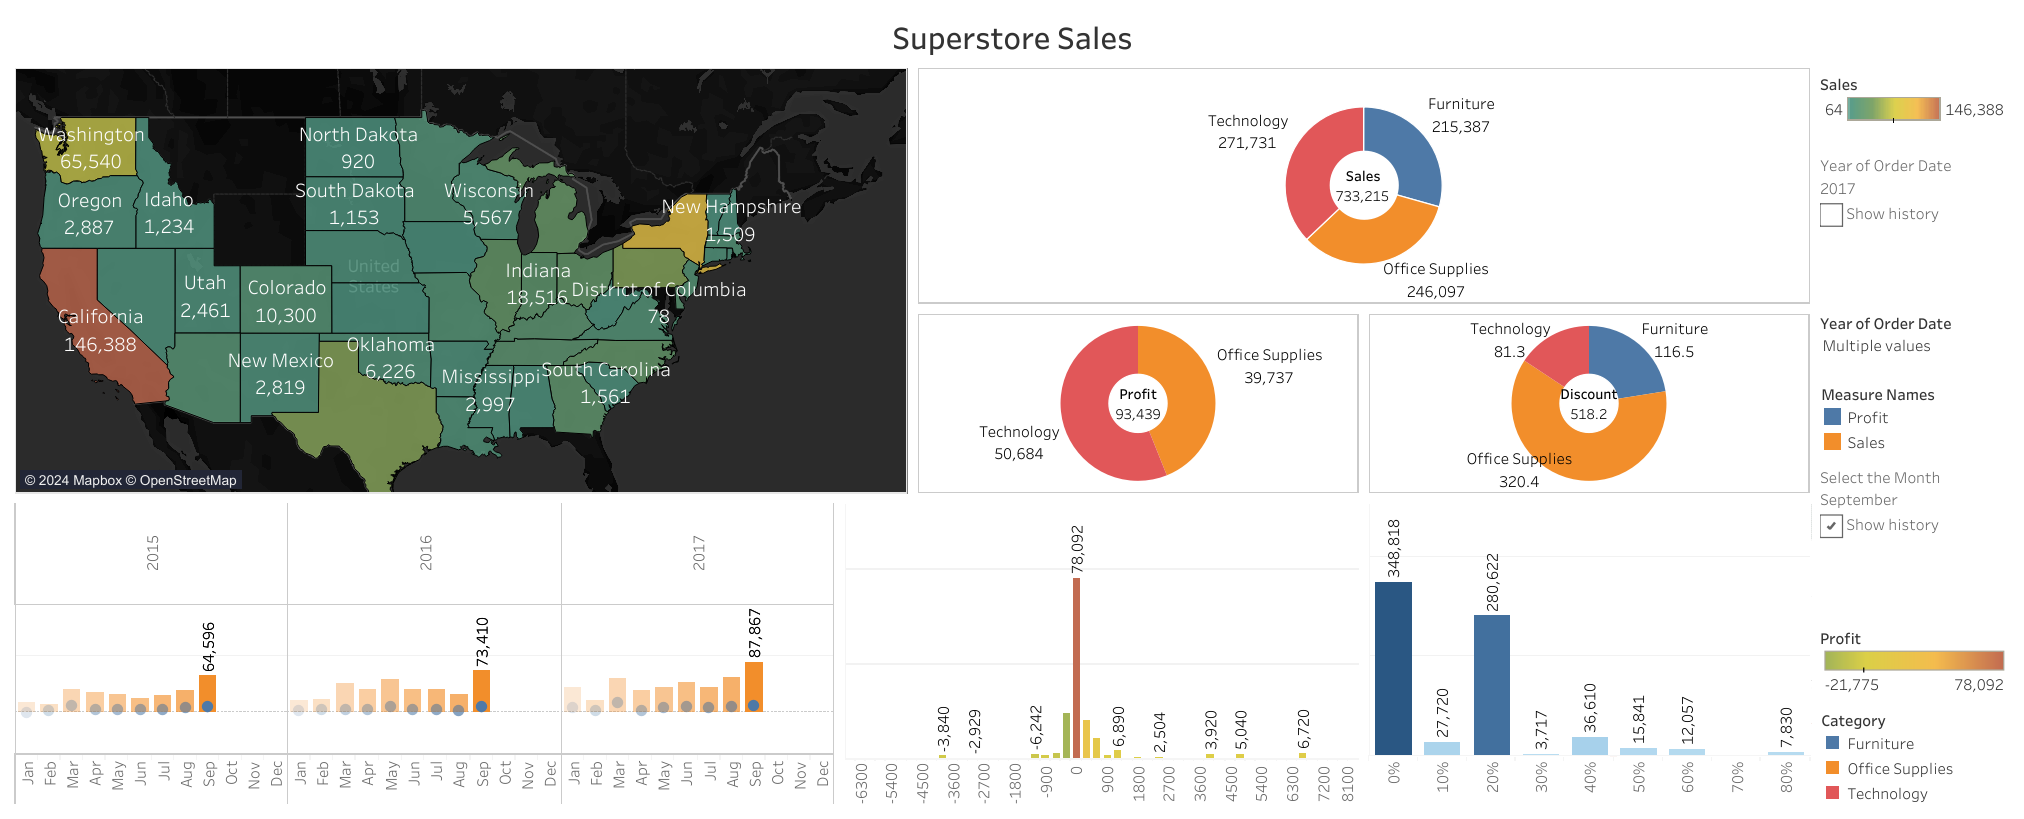 Superstore Sales
Washington
65,540
North Dakota
920
Oregon
2,887
Idaho
1,234
South Dakota
1,153
Wisconsin
5,567
New Hampshire
1,509
United
States
Utah
2,461
Colorado
10,300
Indiana
18,516
District of Columbia
78
California
146,388
New Mexico
2,819
Oklahoma
6,226
Mississippi
2,997
South Carolina
1,561
© 2024 Mapbox © OpenStreetMap
Technology
271,731
Furniture
215,387
Sales
733,215
Office Supplies
246,097
Office Supplies
39,737
Profit
93,439
Technology
50,684
Technology
81.3
Furniture
116.5
Discount
518.2
Office Supplies
320.4
Sales
64 146,388
Year of Order Date
2017
Show history
Year of Order Date
Multiple values
Measure Names
Profit
Sales
Select the Month
September
Show history
2015 2016 2017
64,596 73,410 87,867
Jan Feb Mar Apr May Jun Jul Aug Sep Oct Nov Dec Jan Feb Mar Apr May Jun Jul Aug Sep Oct Nov Dec Jan Feb Mar Apr May Jun Jul Aug Sep Oct Nov Dec
-3,840 -2,929 -6,242 78,092 6,890 2,504 3,920 5,040 6,720
-6300 -5400 -4500 -3600 -2700 -1800 -900 0 900 1800 2700 3600 4500 5400 6300 7200 8100
348,818 27,720 280,622 3,717 36,610 15,841 12,057 7,830
0% 10% 20% 30% 40% 50% 60% 70% 80%
Profit
-21,775 78,092
Category
Furniture
Office Supplies
Technology